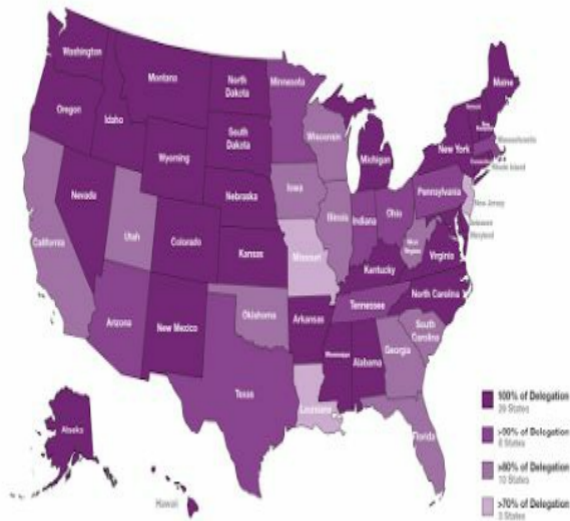 Washington
Montana
North
Dakota
Minnesota
Maine
Oregon
Idaho
South
Dakota
Wisconsin
Michigan
New York
Massachusetts
Rhode Island
Wyoming
Nebraska
Iowa
Pennsylvania
New Jersey
Nevada
Utah
Colorado
Illinois
Indiana
Ohio
West
Virginia
Delaware
Maryland
California
Kansas
Missouri
Kentucky
Virginia
Arizona
New Mexico
Oklahoma
Arkansas
Tennessee
North Carolina
South
Carolina
Mississippi
Alabama
Georgia
Texas
Louisiana
Florida
Alaska
Hawaii
100% of Delegation
>90% of Delegation
8 States
>80% of Delegation
10 States
>70% of Delegation
3 States